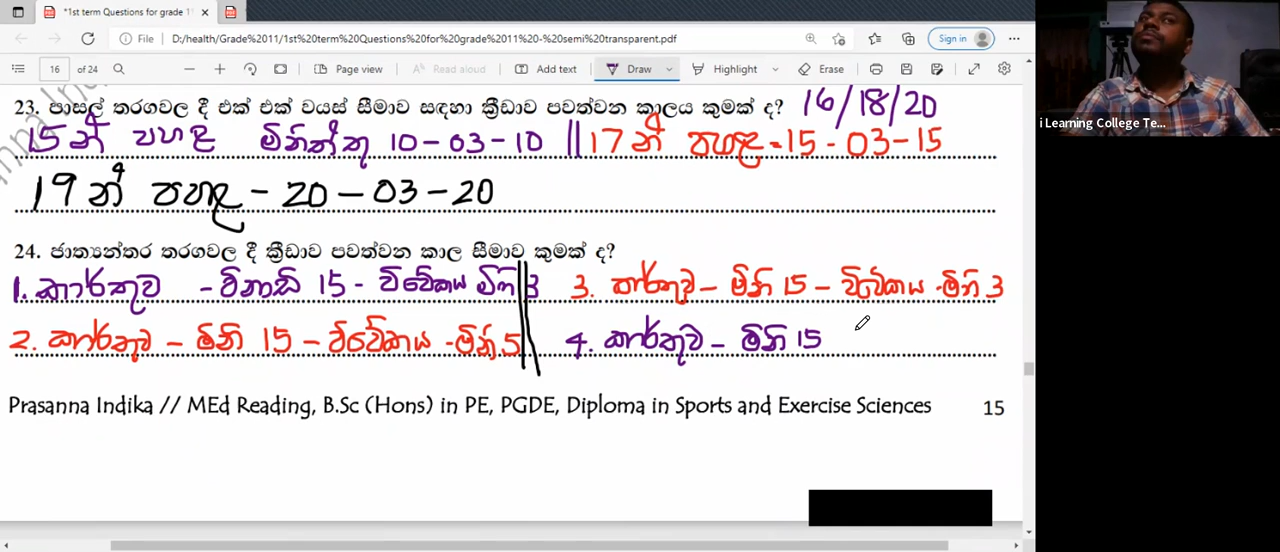 *1st term Questions for grade 1
File
D:/health/Grade%2011/1st%20term%20Questions%20for%20grade%2011%20-%20semi%20transparent.pdf
Sign in
16 of 24
Page view
Read aloud
Add text
Draw
Highlight
Erase
23. පාසල් තරගවල දී එක් එක් වයස් සීමාව සඳහා ක්‍රීඩාව පවත්වන කාලය කුමක් ද? 16/18/20
15න් පහළ මිනිත්තු 10 – 03 – 10 || 17න් පහළ = 15 - 03 – 15
19න් පහළ – 20 – 03 – 20
24. ජාත්‍යන්තර තරගවල දී ක්‍රීඩාව පවත්වන කාල සීමාව කුමක් ද?
1. කාර්තුව – විනාඩි 15 – විවේකය මිනි 3
2. කාර්තුව – මිනි 15 – විවේකය - මිනි 5
3. කාර්තුව – මිනි 15 – විවේකය - මිනි 3
4. කාර්තුව – මිනි 15
Prasanna Indika // MEd Reading, B.Sc (Hons) in PE, PGDE, Diploma in Sports and Exercise Sciences 15
i Learning College Te...